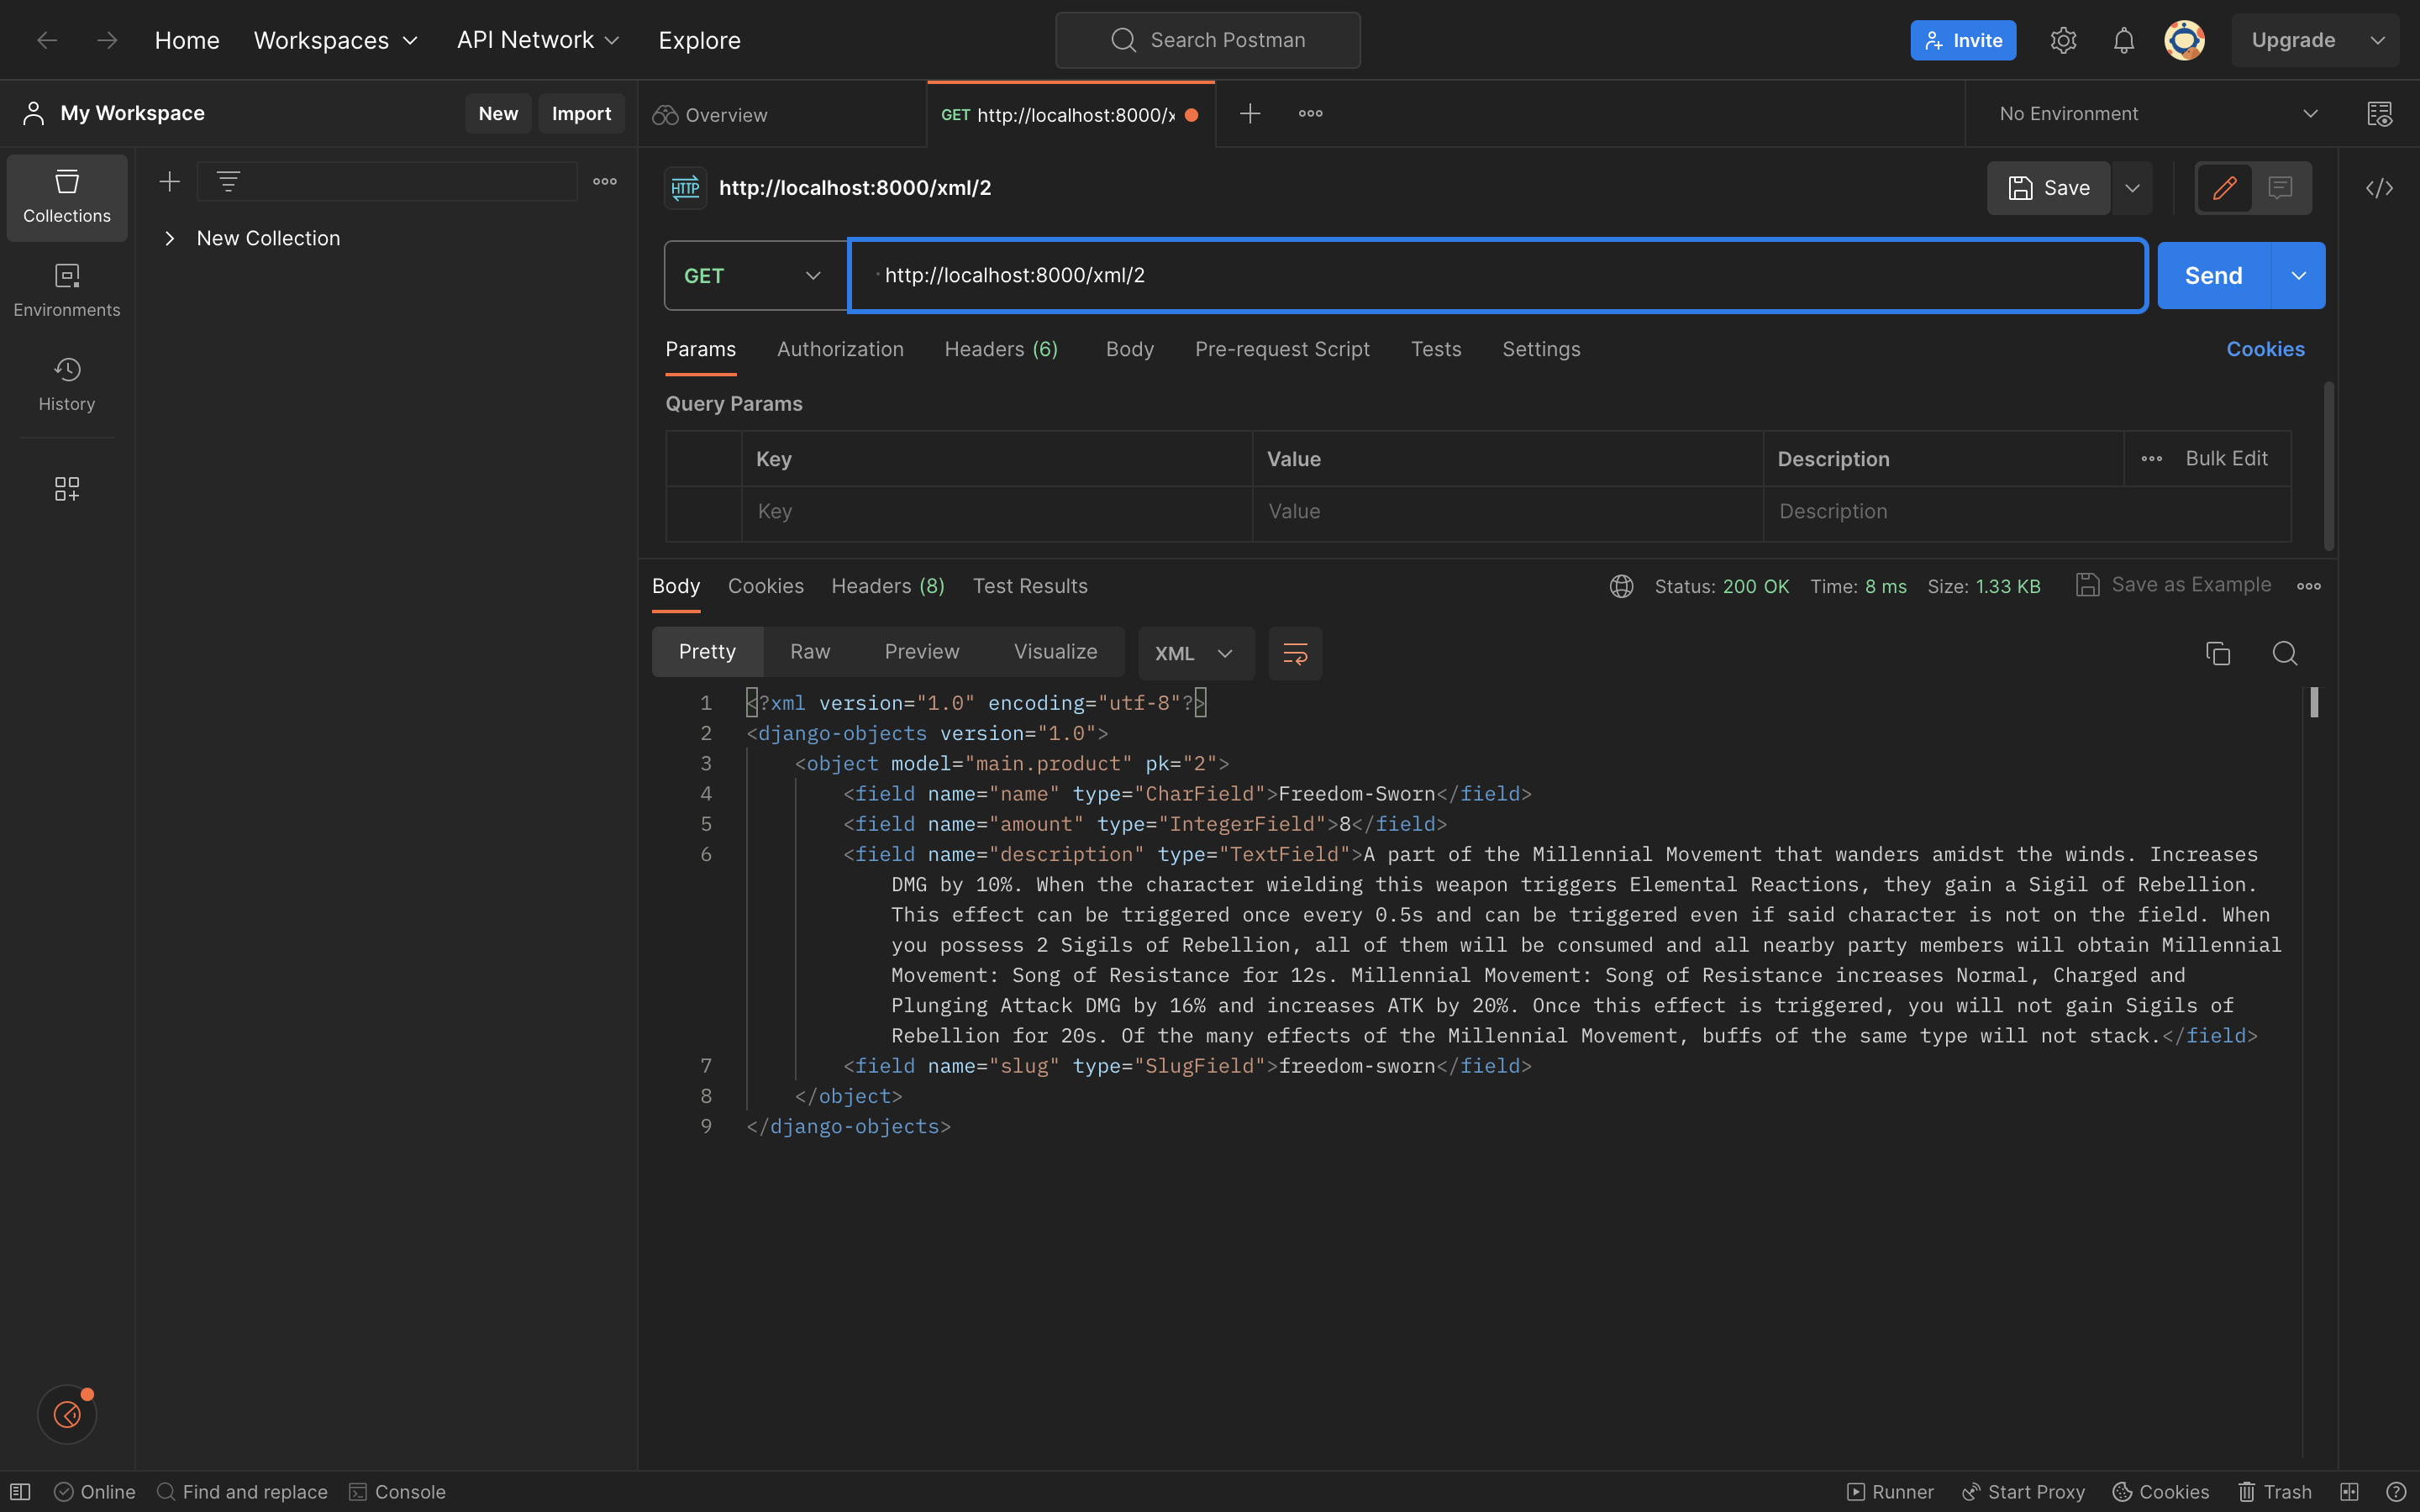 Home Workspaces API Network Explore Search Postman Invite Upgrade
My Workspace New Import Overview GET http://localhost:8000/x No Environment
HTTP http://localhost:8000/xml/2 Save
Collections
New Collection
GET http://localhost:8000/xml/2 Send
Environments
Params Authorization Headers (6) Body Pre-request Script Tests Settings Cookies
History
Query Params
Key Value Description Bulk Edit
Key Value Description
Body Cookies Headers (8) Test Results Status: 200 OK Time: 8 ms Size: 1.33 KB Save as Example
Pretty Raw Preview Visualize XML
1 <?xml version="1.0" encoding="utf-8"?>
2 <django-objects version="1.0">
3 <object model="main.product" pk="2">
4 <field name="name" type="CharField">Freedom-Sworn</field>
5 <field name="amount" type="IntegerField">8</field>
6 <field name="description" type="TextField">A part of the Millennial Movement that wanders amidst the winds. Increases
DMG by 10%. When the character wielding this weapon triggers Elemental Reactions, they gain a Sigil of Rebellion.
This effect can be triggered once every 0.5s and can be triggered even if said character is not on the field. When
you possess 2 Sigils of Rebellion, all of them will be consumed and all nearby party members will obtain Millennial
Movement: Song of Resistance for 12s. Millennial Movement: Song of Resistance increases Normal, Charged and
Plunging Attack DMG by 16% and increases ATK by 20%. Once this effect is triggered, you will not gain Sigils of
Rebellion for 20s. Of the many effects of the Millennial Movement, buffs of the same type will not stack.</field>
7 <field name="slug" type="SlugField">freedom-sworn</field>
8 </object>
9 </django-objects>
Online Find and replace Console Runner Start Proxy Cookies Trash